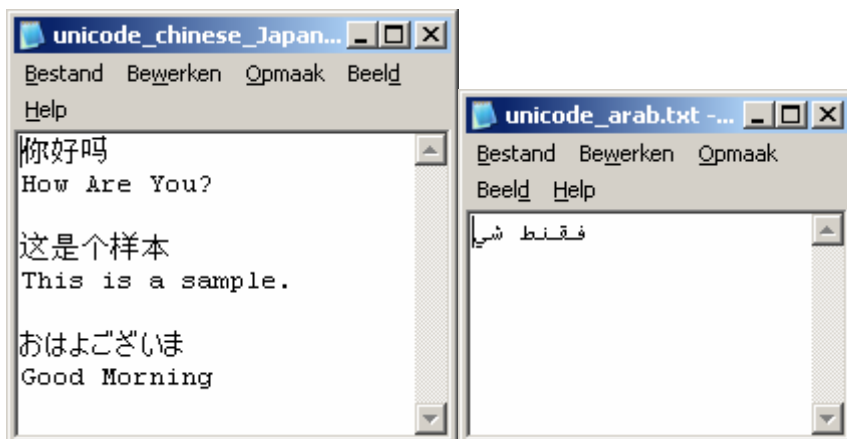 unicode_chinese_Japan...
Bestand Bewerken Opmaak Beeld
Help
你好吗
How Are You?
这是个样本
This is a sample.
おはよございま
Good Morning
unicode_arab.txt -...
Bestand Bewerken Opmaak
Beeld Help
فقنط شي